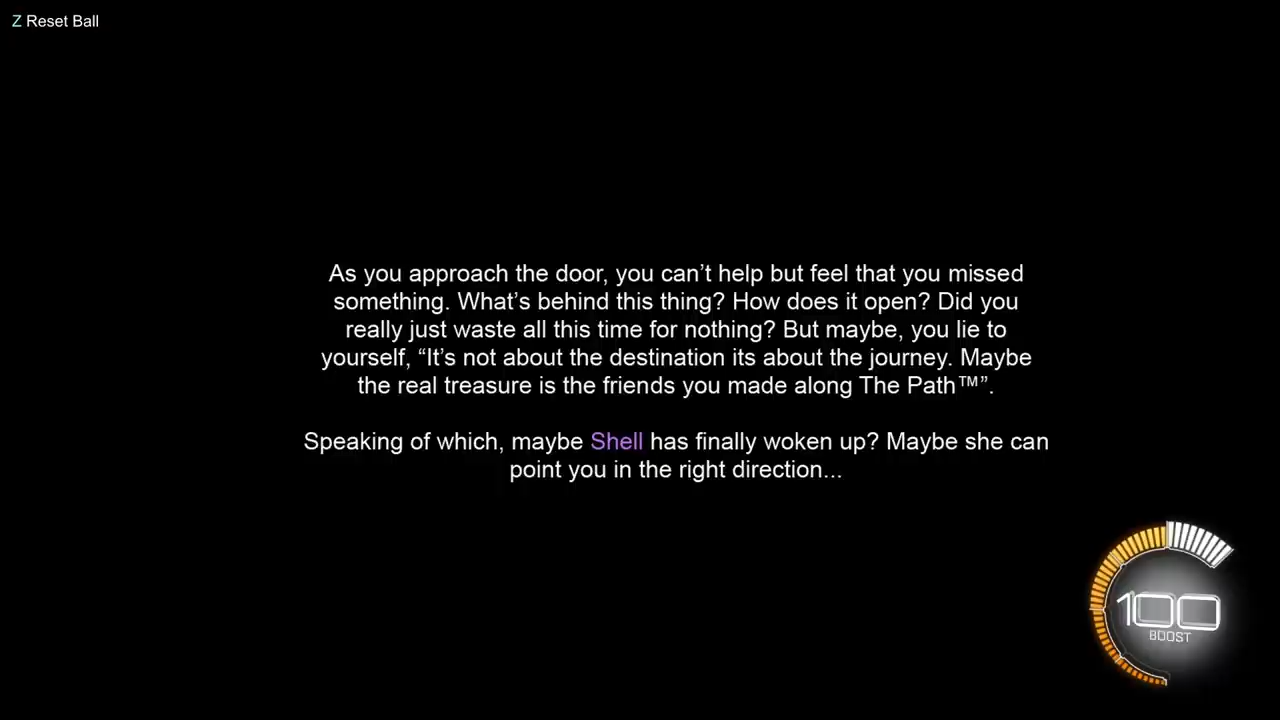 Z Reset Ball
As you approach the door, you can’t help but feel that you missed
something. What’s behind this thing? How does it open? Did you
really just waste all this time for nothing? But maybe, you lie to
yourself, “It’s not about the destination its about the journey. Maybe
the real treasure is the friends you made along The Path™”.
Speaking of which, maybe Shell has finally woken up? Maybe she can
point you in the right direction...
100
BOOST